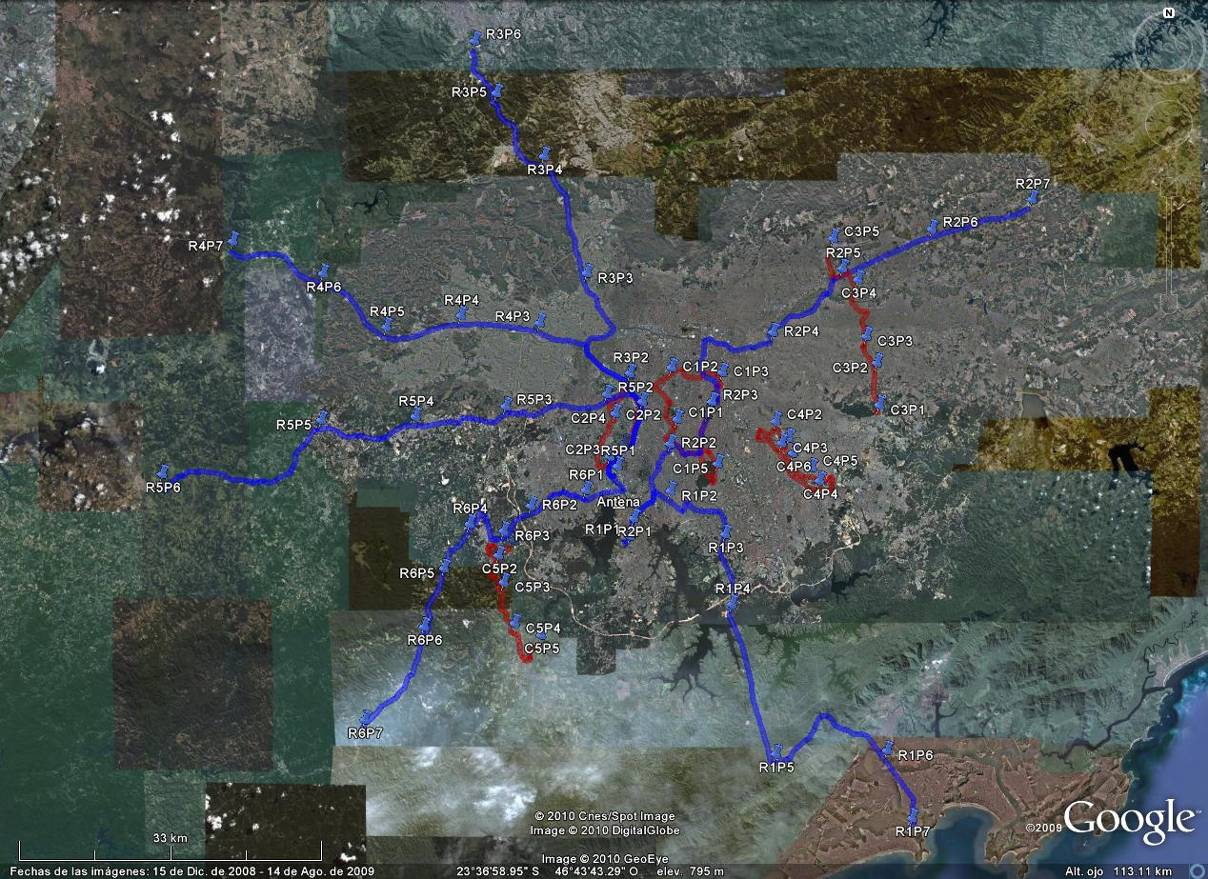 N
R3P6
R3P5
R3P4
R2P7
R2P6
C3P5
R4P7
R2P5
R3P3
R4P6
C3P4
R4P4
R4P5
R4P3
R2P4
C3P3
R3P2
C1P2
C1P3
C3P2
R5P2
R2P3
R5P4
R5P3
C3P1
C2P4
C2P2
C1P1
C4P2
R5P5
R2P2
C2P3
R5P1
C4P3
C4P5
C1P5
C4P6
R6P1
R5P6
C4P4
R1P2
R6P4
R6P2
Antena
R1P1
R2P1
R6P3
R1P3
C5P2
R6P5
C5P3
R1P4
C5P4
R6P6
C5P5
R6P7
R1P6
R1P5
© 2010 Cnes/Spot Image
Image © 2010 DigitalGlobe
©2009 Google
R1P7
33 km
Image © 2010 GeoEye
Fechas de las imágenes: 15 de Dic. de 2008 - 14 de Ago. de 2009 23°36'58.95" S 46°43'43.29" O elev. 795 m Alt. ojo 113.11 km